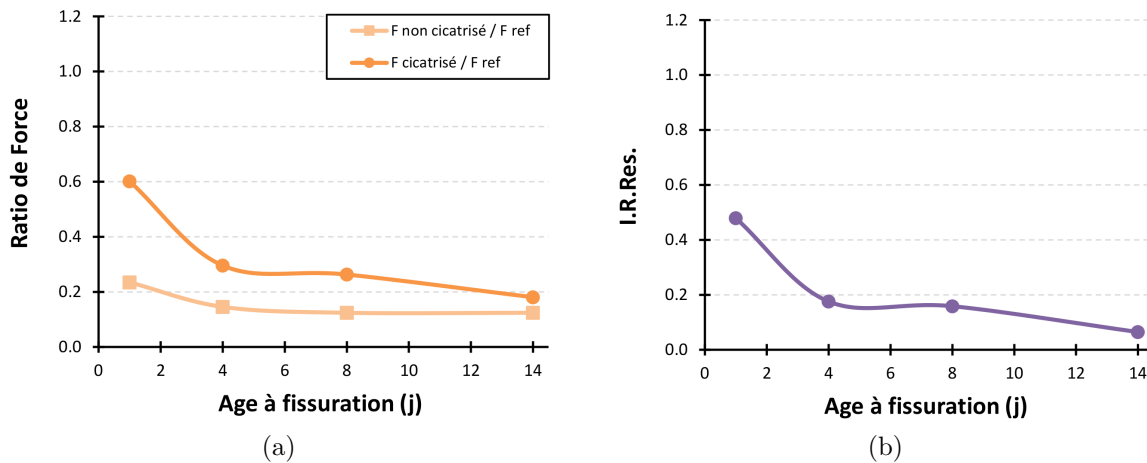 1.2
1.0
0.8
0.6
0.4
0.2
0.0
Ratio de Force
F non cicatrisé / F ref
F cicatrisé / F ref
0 2 4 6 8 10 12 14
Age à fissuration (j)
(a)
1.2
1.0
0.8
0.6
0.4
0.2
0.0
I.R.Res.
0 2 4 6 8 10 12 14
Age à fissuration (j)
(b)